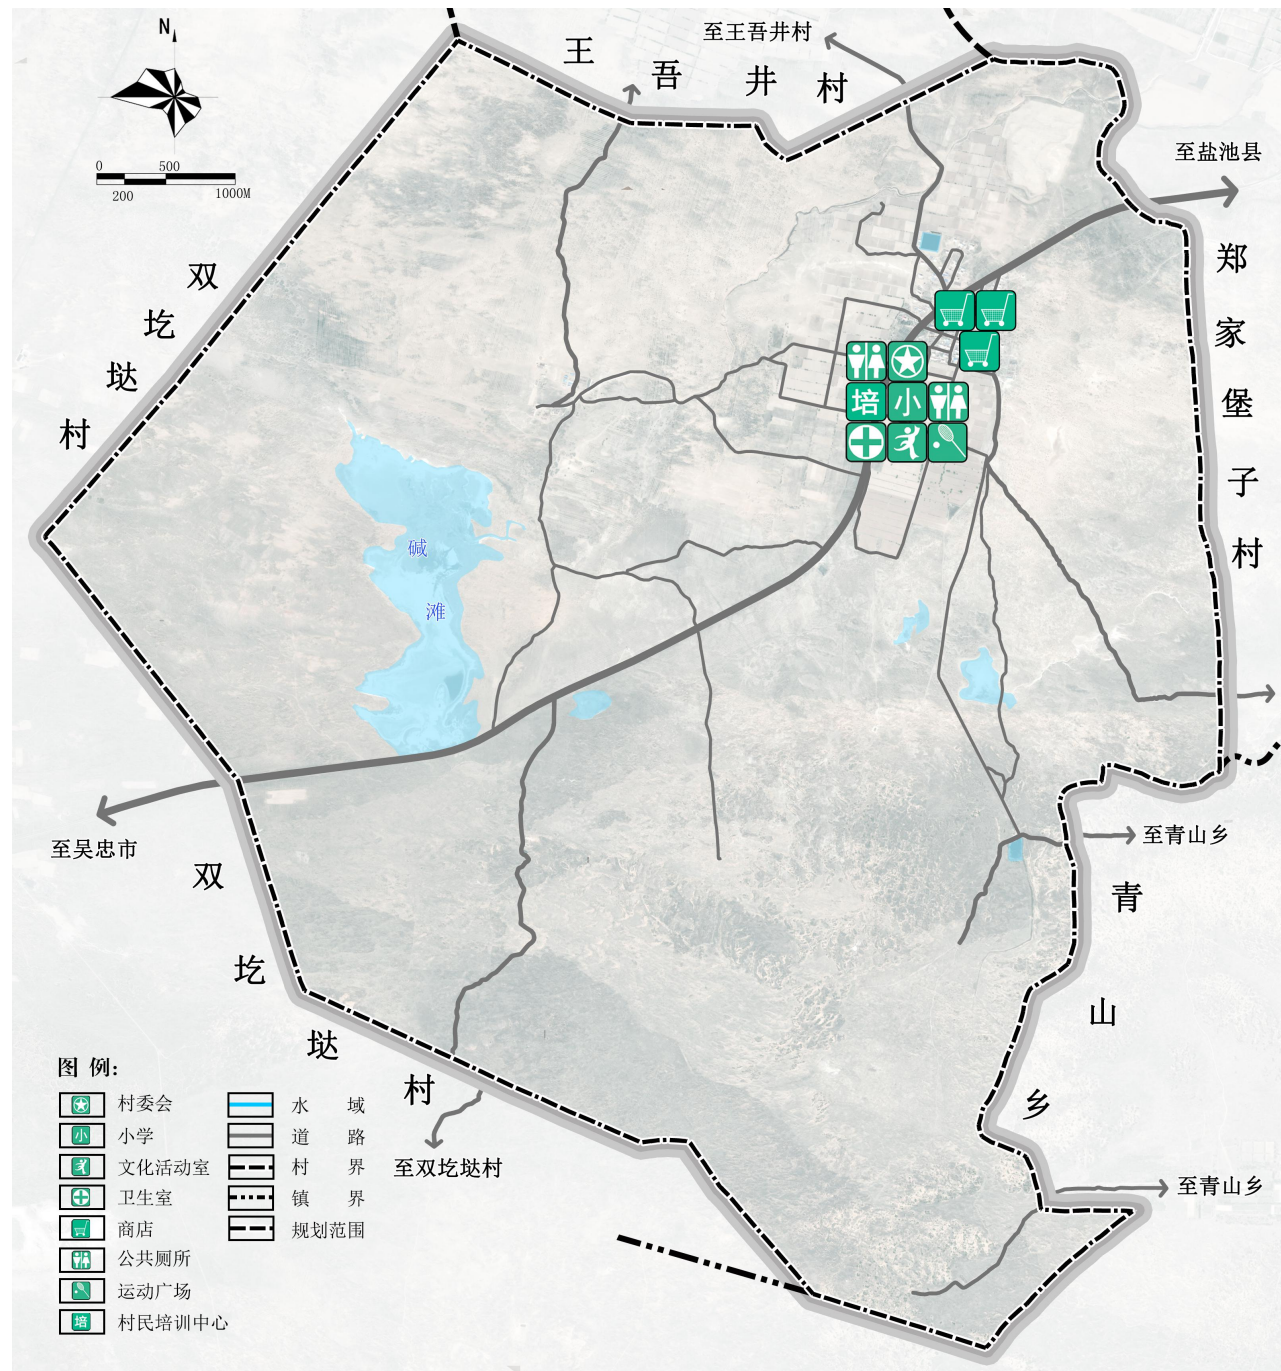 N
0
500
200
1000M
至王吾井村
王吾井村
至盐池县
双圪垯村
郑家堡子村
培
小
碱滩
至吴忠市
至青山乡
双圪垯村
青山乡
至双圪垯村
至青山乡
图 例:
村委会
水 域
小
小学
道 路
文化活动室
村 界
卫生室
镇 界
商店
规划范围
公共厕所
运动广场
培
村民培训中心